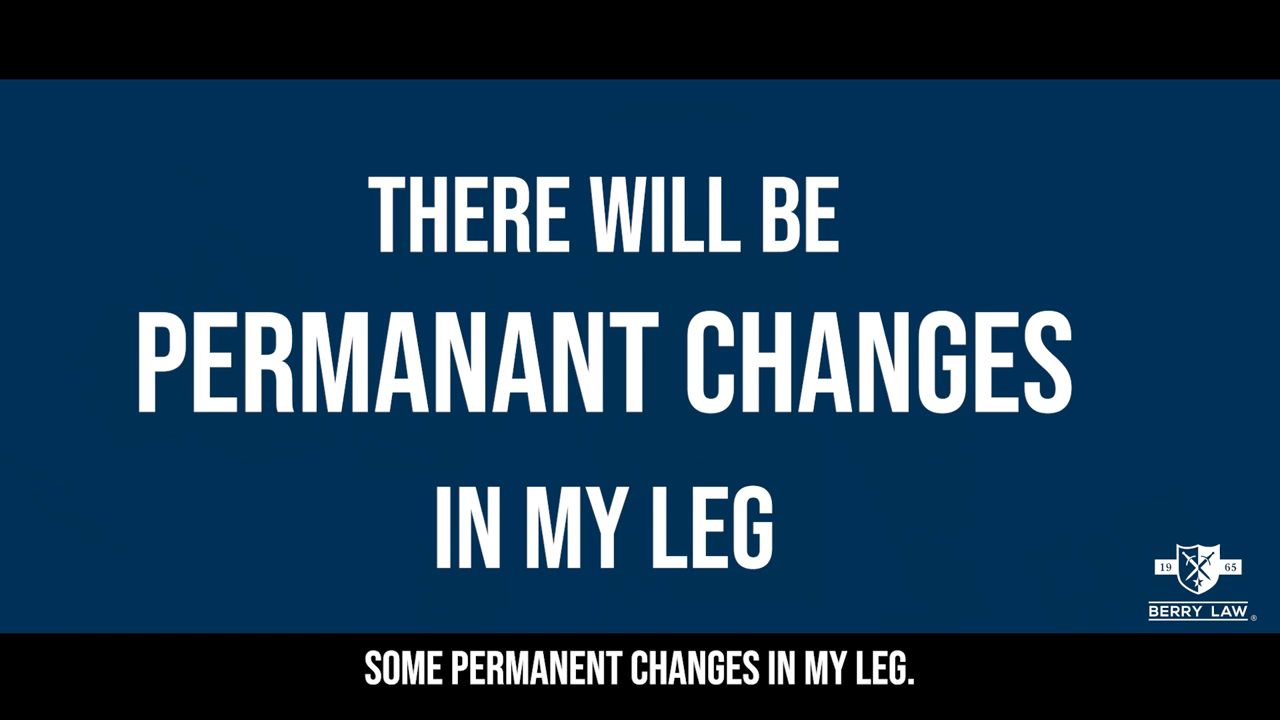 THERE WILL BE
PERMANANT CHANGES
IN MY LEG
19 65
BERRY LAW®
SOME PERMANENT CHANGES IN MY LEG.